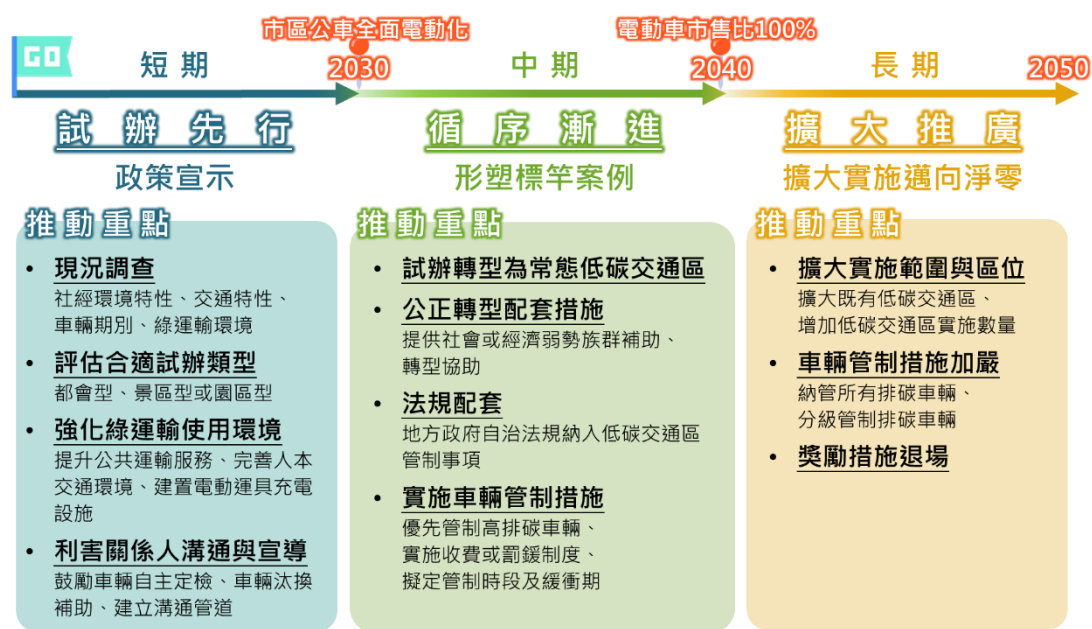 市區公車全面電動化
電動車市售比100%
GO
短期
2030
中期
2040
長期
2050
試辦先行
政策宣示
推動重點
• 現況調查
社經環境特性、交通特性、
車輛期別、綠運輸環境
• 評估合適試辦類型
都會型、景區型或園區型
• 強化綠運輸使用環境
提升公共運輸服務、完善人本
交通環境、建置電動運具充電
設施
• 利害關係人溝通與宣導
鼓勵車輛自主定檢、車輛汰換
補助、建立溝通管道
循序漸進
形塑標竿案例
推動重點
• 試辦轉型為常態低碳交通區
• 公正轉型配套措施
提供社會或經濟弱勢族群補助、
轉型協助
• 法規配套
地方政府自治法規納入低碳交通區
管制事項
• 實施車輛管制措施
優先管制高排碳車輛、
實施收費或罰鍰制度、
擬定管制時段及緩衝期
擴大推廣
擴大實施邁向淨零
推動重點
• 擴大實施範圍與區位
擴大既有低碳交通區、
增加低碳交通區實施數量
• 車輛管制措施加嚴
納管所有排碳車輛、
分級管制排碳車輛
• 獎勵措施退場